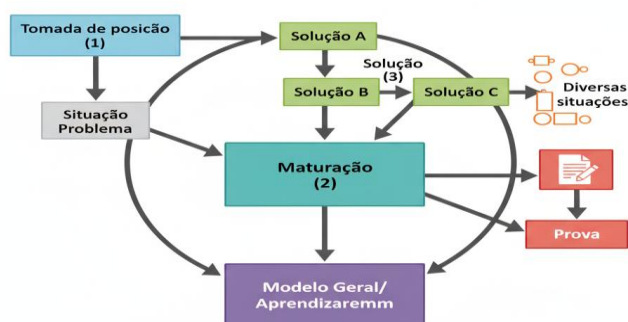 Tomada de posicão
(1)
Solução A
Solução
(3)
Solução B
Solução C
Diversas
situações
Situação
Problema
Maturação
(2)
Prova
Modelo Geral/
Aprendizaremm